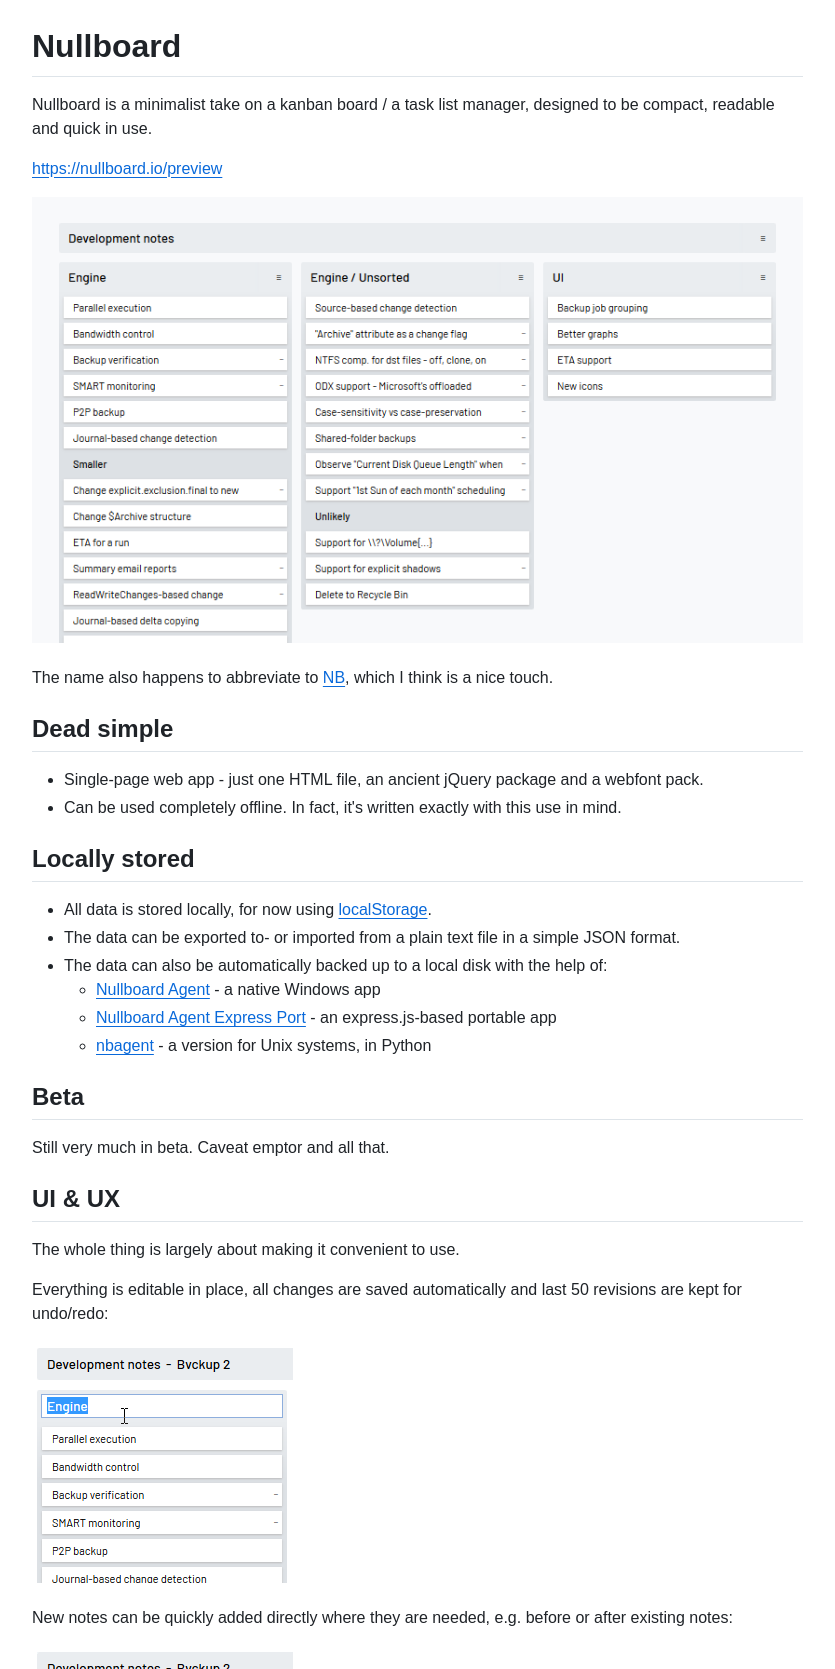 Nullboard
Nullboard is a minimalist take on a kanban board / a task list manager, designed to be compact, readable
and quick in use.
https://nullboard.io/preview
Development notes
Engine
Parallel execution
Bandwidth control
Backup verification
SMART monitoring
P2P backup
Journal-based change detection
Smaller
Change explicit.exclusion.final to new
Change $Archive structure
ETA for a run
Summary email reports
ReadWriteChanges-based change
Journal-based delta copying
Engine / Unsorted
Source-based change detection
"Archive" attribute as a change flag
NTFS comp. for dst files - off, clone, on
ODX support - Microsoft's offloaded
Case-sensitivity vs case-preservation
Shared-folder backups
Observe "Current Disk Queue Length" when
Support "1st Sun of each month" scheduling
Unlikely
Support for \\?\Volume{...}
Support for explicit shadows
Delete to Recycle Bin
UI
Backup job grouping
Better graphs
ETA support
New icons
The name also happens to abbreviate to NB, which I think is a nice touch.
Dead simple
• Single-page web app - just one HTML file, an ancient jQuery package and a webfont pack.
• Can be used completely offline. In fact, it's written exactly with this use in mind.
Locally stored
• All data is stored locally, for now using localStorage.
• The data can be exported to- or imported from a plain text file in a simple JSON format.
• The data can also be automatically backed up to a local disk with the help of:
◦ Nullboard Agent - a native Windows app
◦ Nullboard Agent Express Port - an express.js-based portable app
◦ nbagent - a version for Unix systems, in Python
Beta
Still very much in beta. Caveat emptor and all that.
UI & UX
The whole thing is largely about making it convenient to use.
Everything is editable in place, all changes are saved automatically and last 50 revisions are kept for
undo/redo:
Development notes - Bvckup 2
Engine
Parallel execution
Bandwidth control
Backup verification
SMART monitoring
P2P backup
Journal-based change detection
New notes can be quickly added directly where they are needed, e.g. before or after existing notes:
Development notes - Bvckup 2